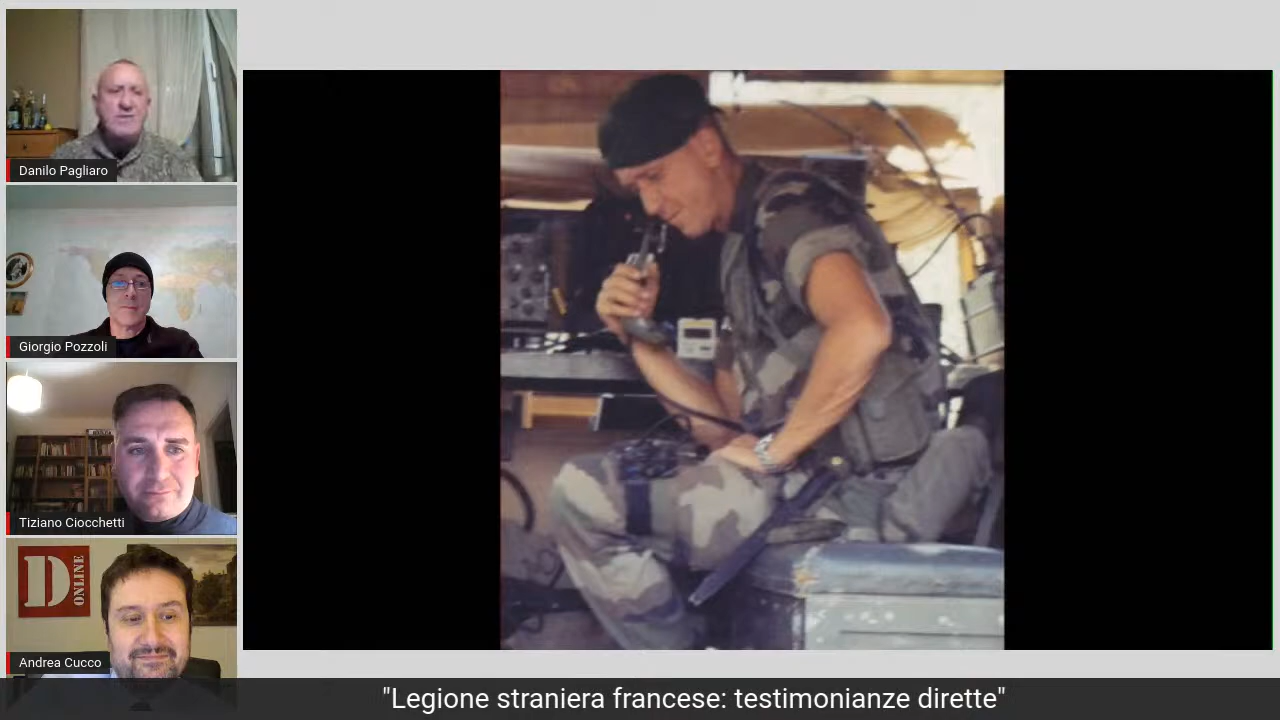 Danilo Pagliaro
Giorgio Pozzoli
Tiziano Ciocchetti
D ONLINE
Andrea Cucco
"Legione straniera francese: testimonianze dirette"